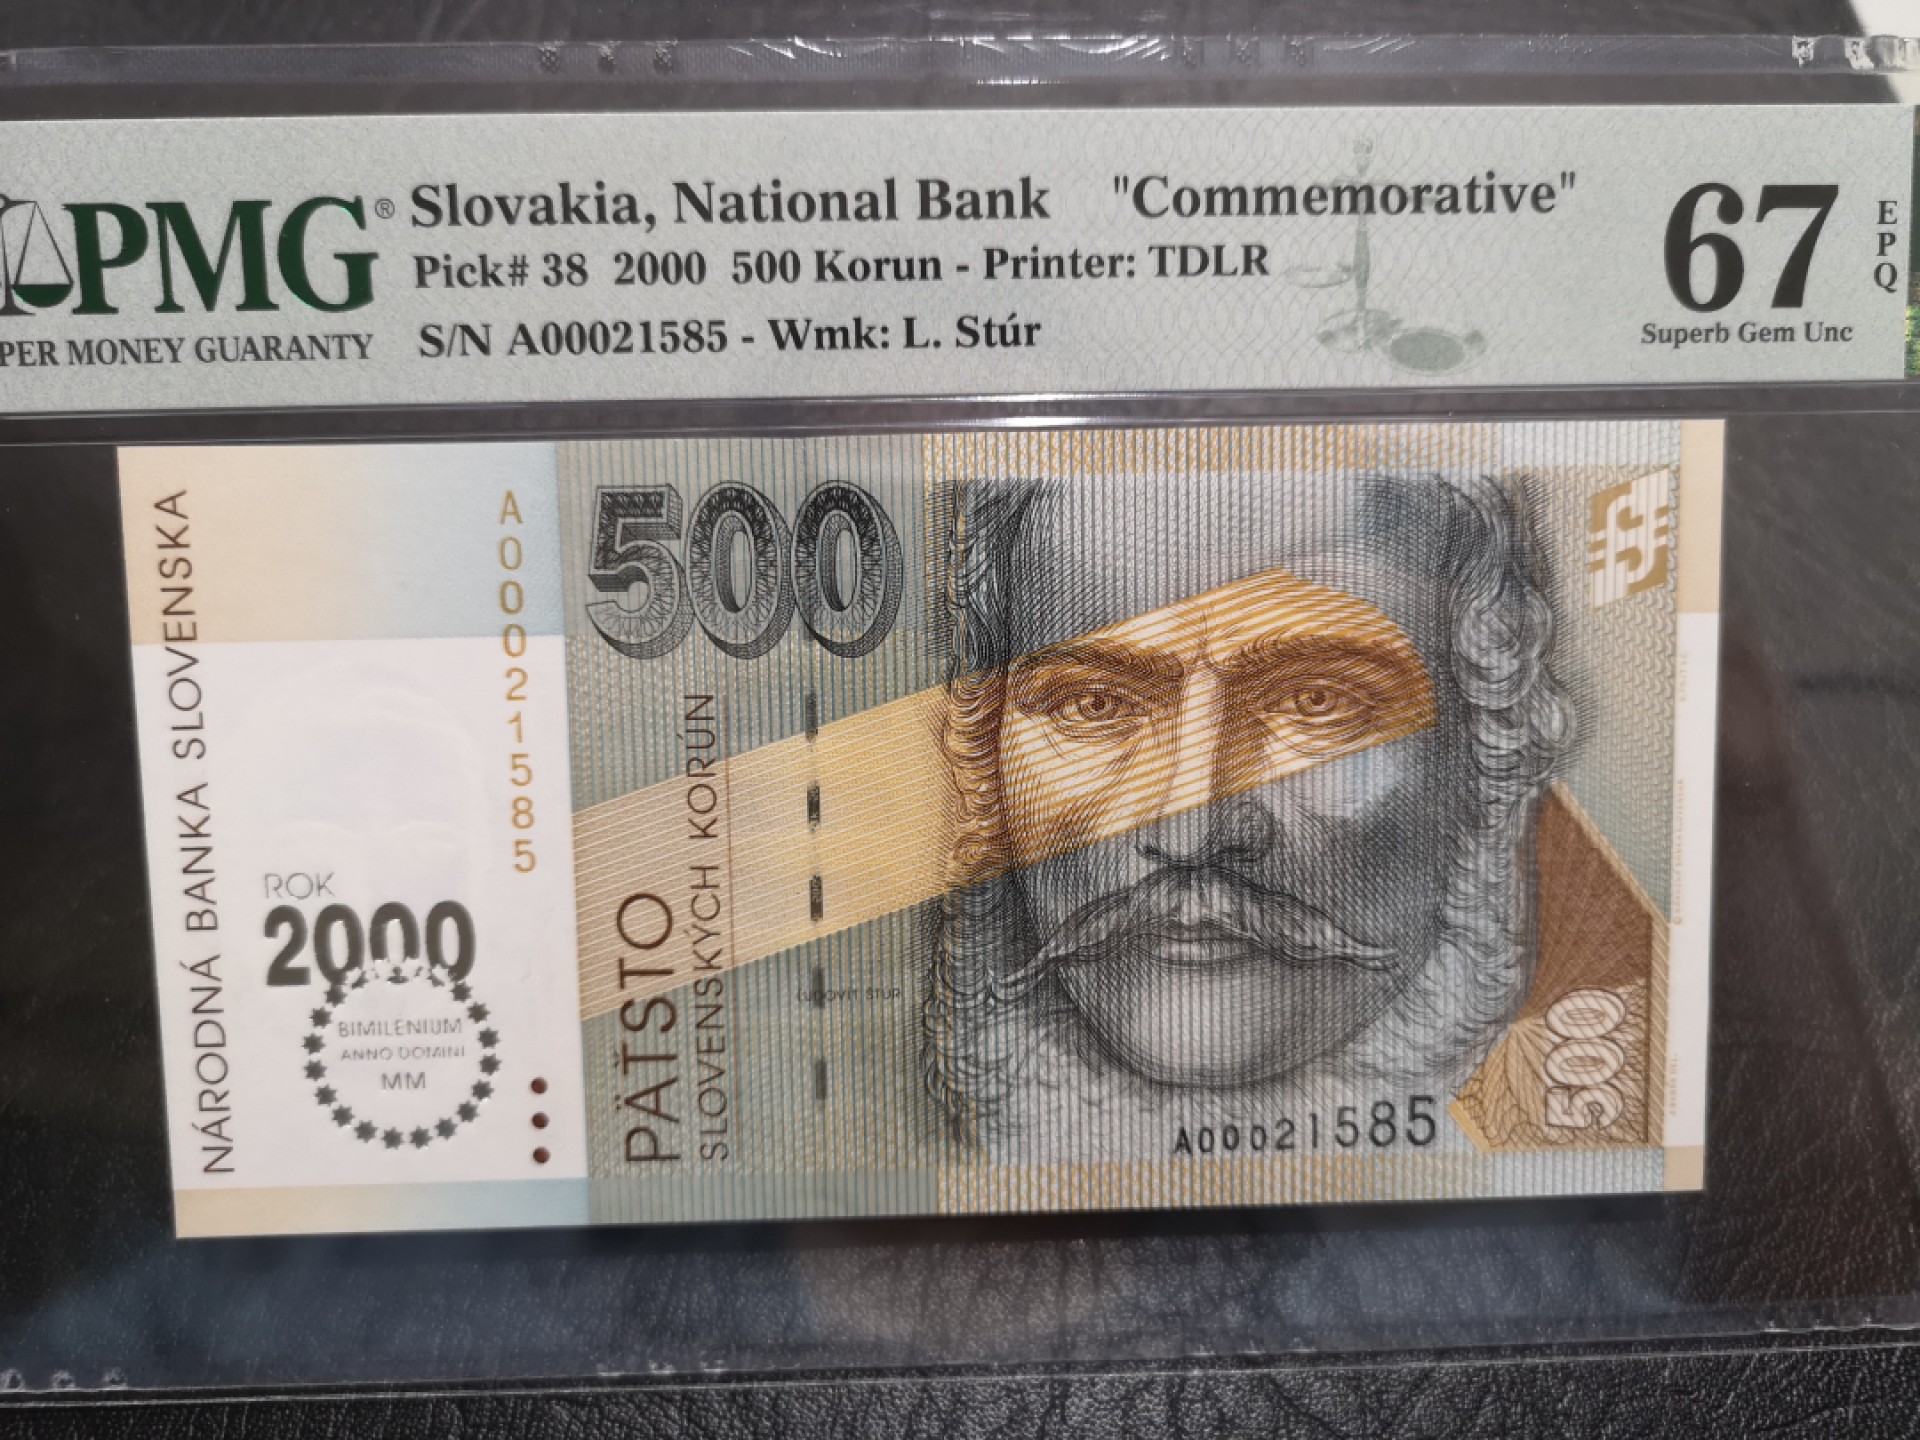 PMG®
PER MONEY GUARANTY
Slovakia, National Bank "Commemorative"
Pick# 38 2000 500 Korun - Printer: TDLR
S/N A00021585 - Wmk: L. Stúr
67
EPQ
Superb Gem Unc
NÁRODNÁ BANKA SLOVENSKA
A00021585
500
ROK
2000
BIMILENIUM
ANNO DOMINI
MM
PÄŤSTO
SLOVENSKÝCH KORÚN
ĽUDOVÍT ŠTÚR
A00021585
500